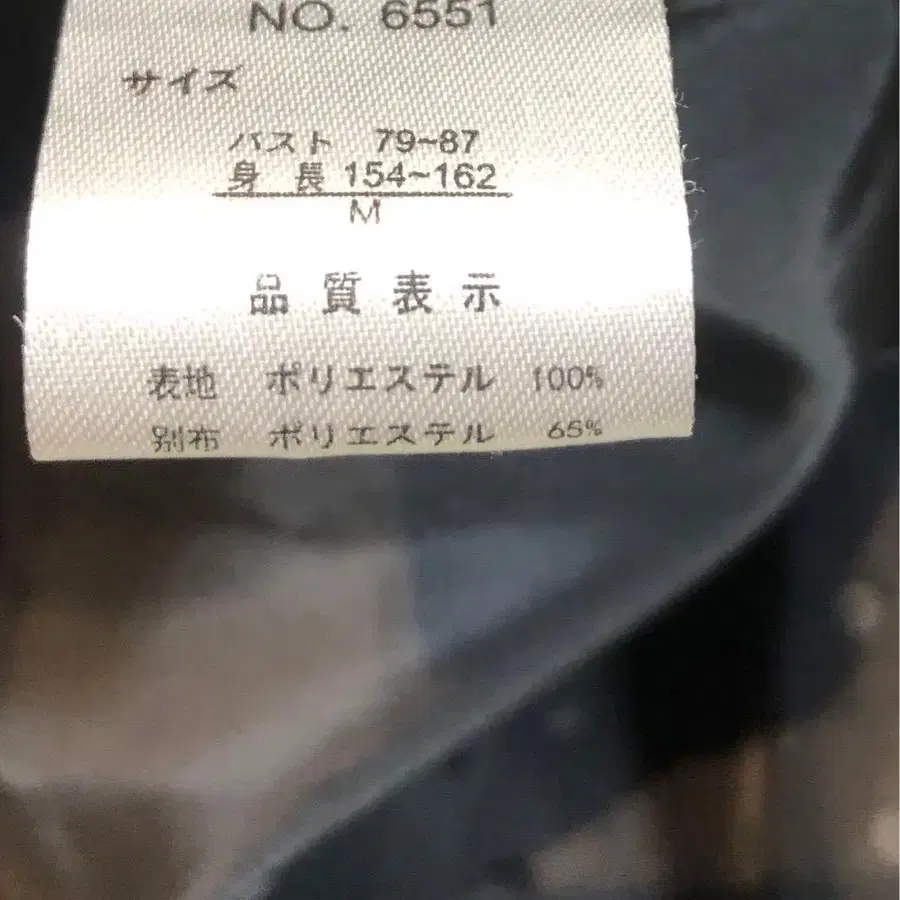 NO. 6551
サイズ
バスト 79~87
身 長 154~162
M
品 質 表 示
表地 ポリエステル 100%
別布 ポリエステル 65%